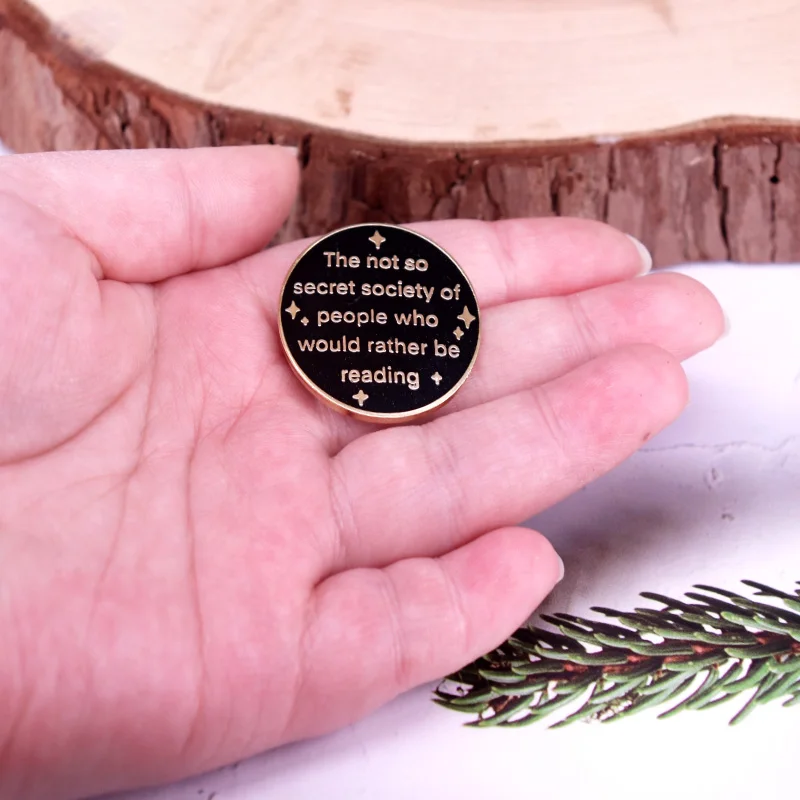 The not so
secret society of
people who
would rather be
reading